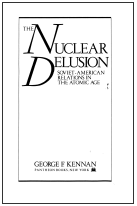 THE
NUCLEAR
DELUSION
SOVIET-AMERICAN
RELATIONS IN
THE ATOMIC AGE
GEORGE F KENNAN
PANTHEON BOOKS NEW YORK